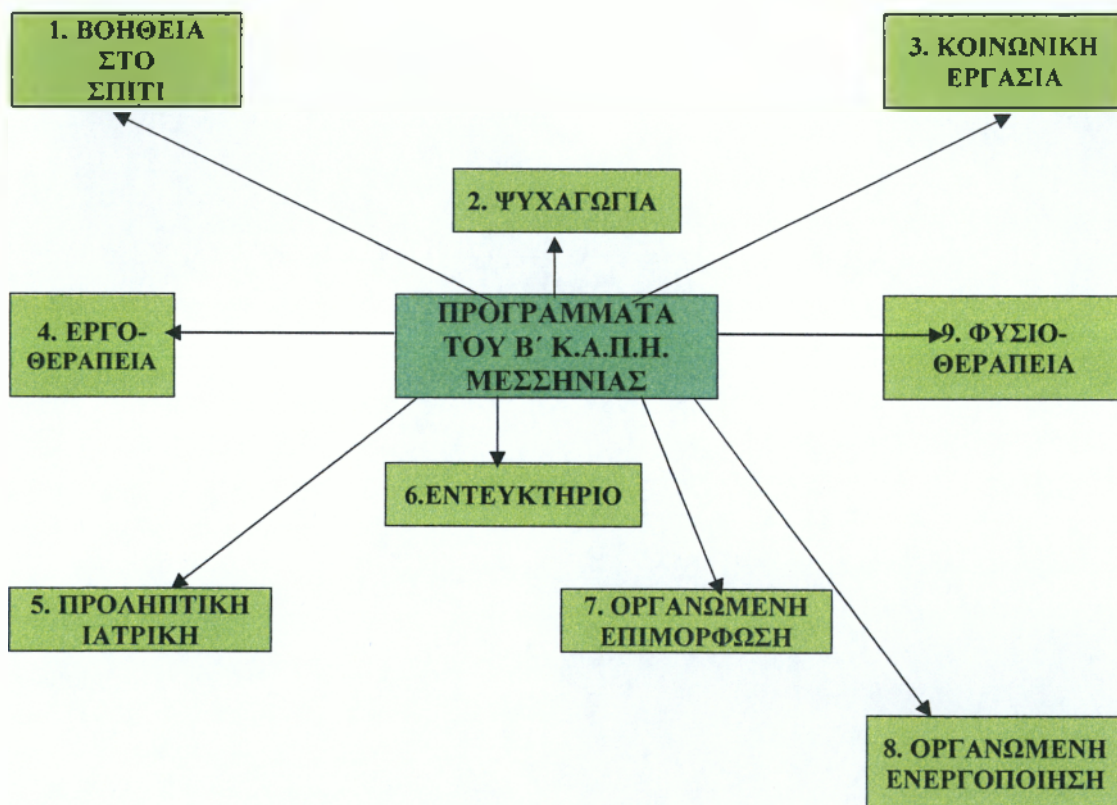 1. ΒΟΗΘΕΙΑ
ΣΤΟ
ΣΠΙΤΙ
3. ΚΟΙΝΩΝΙΚΗ
ΕΡΓΑΣΙΑ
2. ΨΥΧΑΓΩΓΙΑ
4. ΕΡΓΟ-
ΘΕΡΑΠΕΙΑ
ΠΡΟΓΡΑΜΜΑΤΑ
ΤΟΥ Β΄ Κ.Α.Π.Η.
ΜΕΣΣΗΝΙΑΣ
9. ΦΥΣΙΟ-
ΘΕΡΑΠΕΙΑ
6.ΕΝΤΕΥΚΤΗΡΙΟ
5. ΠΡΟΛΗΠΤΙΚΗ
ΙΑΤΡΙΚΗ
7. ΟΡΓΑΝΩΜΕΝΗ
ΕΠΙΜΟΡΦΩΣΗ
8. ΟΡΓΑΝΩΜΕΝΗ
ΕΝΕΡΓΟΠΟΙΗΣΗ